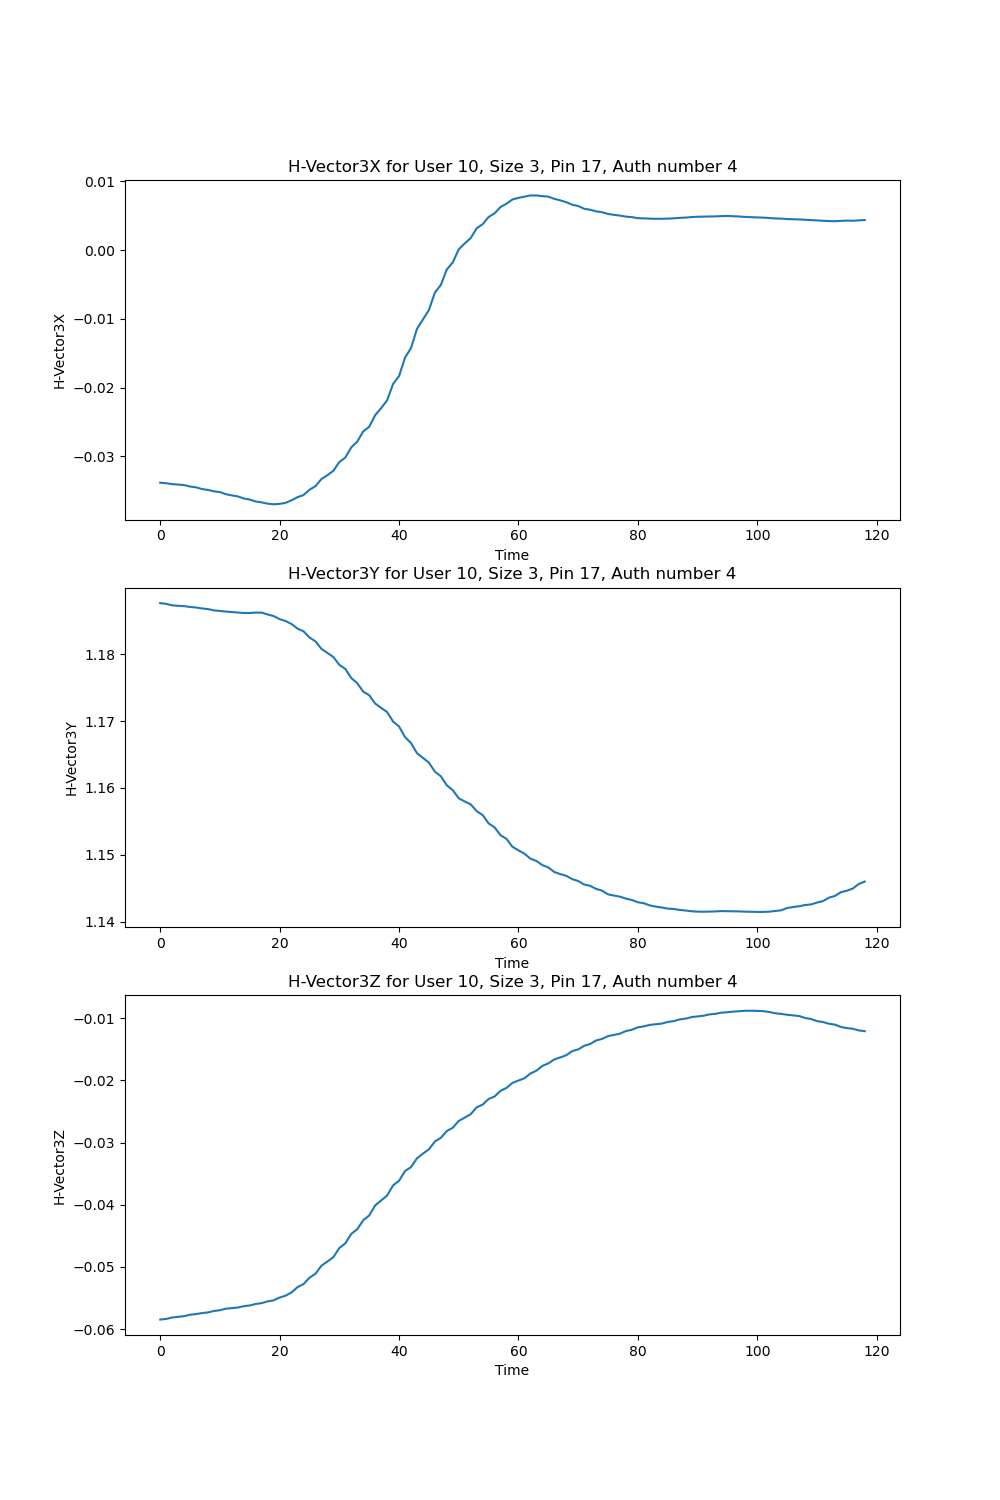 H-Vector3X for User 10, Size 3, Pin 17, Auth number 4
0.01
0.00
−0.01
−0.02
−0.03
H-Vector3X
0 20 40 60 80 100 120
Time
H-Vector3Y for User 10, Size 3, Pin 17, Auth number 4
1.18
1.17
1.16
1.15
1.14
H-Vector3Y
0 20 40 60 80 100 120
Time
H-Vector3Z for User 10, Size 3, Pin 17, Auth number 4
−0.01
−0.02
−0.03
−0.04
−0.05
−0.06
H-Vector3Z
0 20 40 60 80 100 120
Time